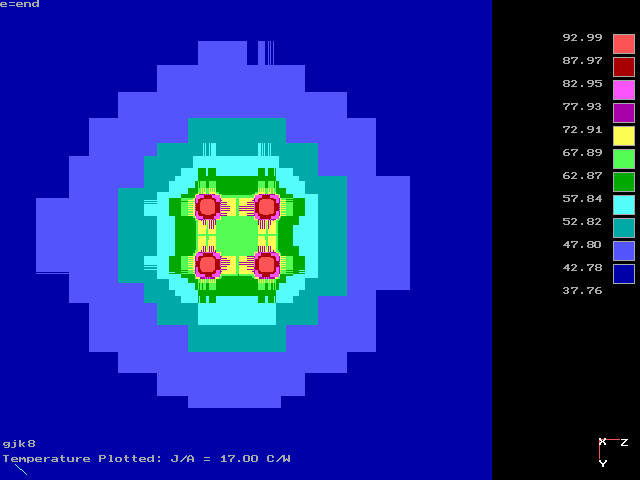 e=end
92.99
87.97
82.95
77.93
72.91
67.89
62.87
57.84
52.82
47.80
42.78
37.76
gjk8
Temperature Plotted: J/A = 17.00 C/W
X Z
Y